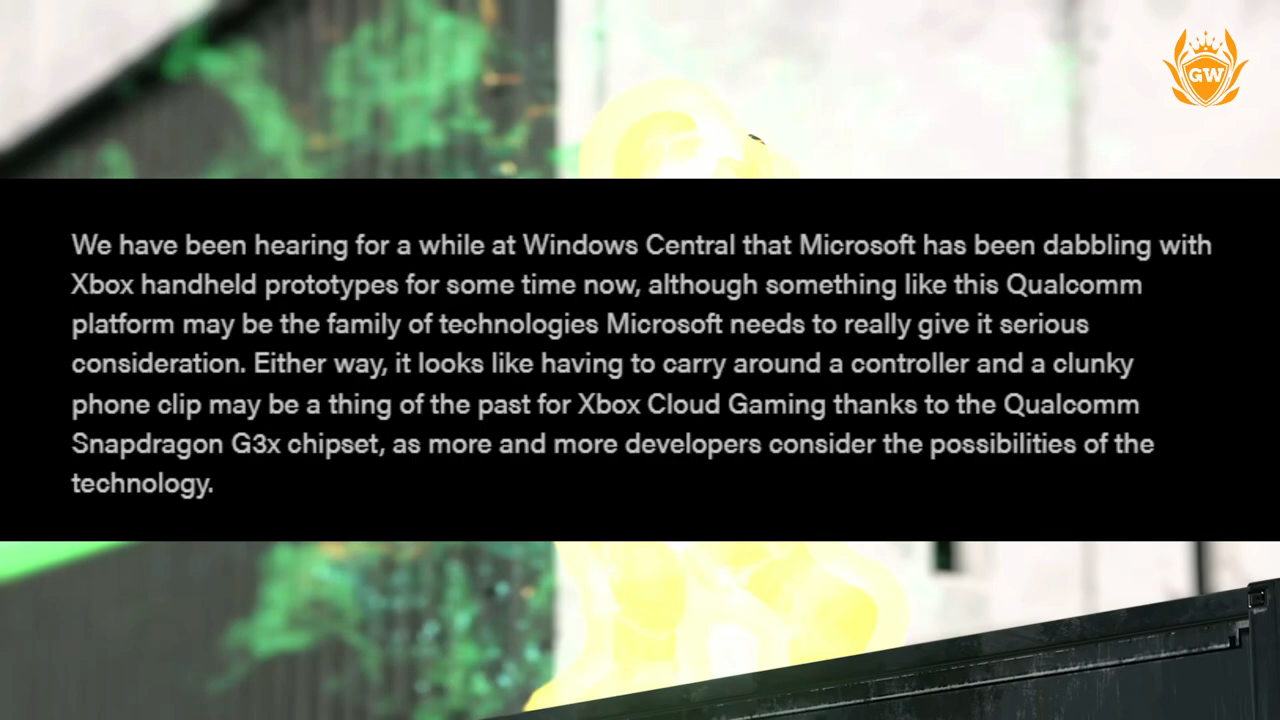 GW
We have been hearing for a while at Windows Central that Microsoft has been dabbling with
Xbox handheld prototypes for some time now, although something like this Qualcomm
platform may be the family of technologies Microsoft needs to really give it serious
consideration. Either way, it looks like having to carry around a controller and a clunky
phone clip may be a thing of the past for Xbox Cloud Gaming thanks to the Qualcomm
Snapdragon G3x chipset, as more and more developers consider the possibilities of the
technology.